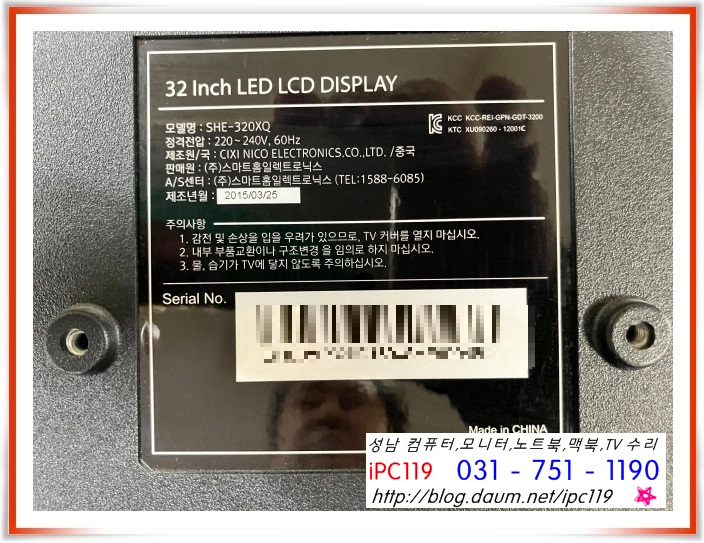 32 Inch LED LCD DISPLAY
모델명 : SHE-320XQ
정격전압 : 220~240V, 60Hz
제조원/국 : CIXI NICO ELECTRONICS.CO.,LTD. /중국
판매원 : (주)스마트홈일렉트로닉스
A/S센터 : (주)스마트홈일렉트로닉스 (TEL:1588-6085)
제조년월 : 2015/03/25
KCC KCC-REI-GPN-GDT-3200
KTC XU090260 - 12001C
주의사항
1. 감전 및 손상을 입을 우려가 있으므로, TV 커버를 열지 마십시오.
2. 내부 부품교환이나 구조변경 을 임의로 하지 마십시오.
3. 물, 습기가 TV에 닿지 않도록 주의하십시오.
Serial No.
Made in CHINA
성남 컴퓨터,모니터,노트북,맥북,TV 수리
iPC119 031 - 751 - 1190
http://blog.daum.net/ipc119